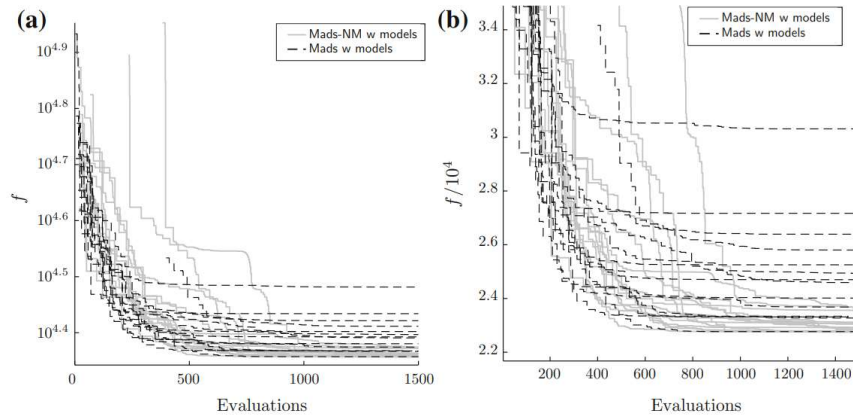 (a)
10^4.9
10^4.8
10^4.7
10^4.6
10^4.5
10^4.4
f
0 500 1000 1500
Evaluations
Mads-NM w models
Mads w models
(b)
3.4
3.2
3
2.8
2.6
2.4
2.2
f/10^4
200 400 600 800 1000 1200 1400
Evaluations
Mads-NM w models
Mads w models